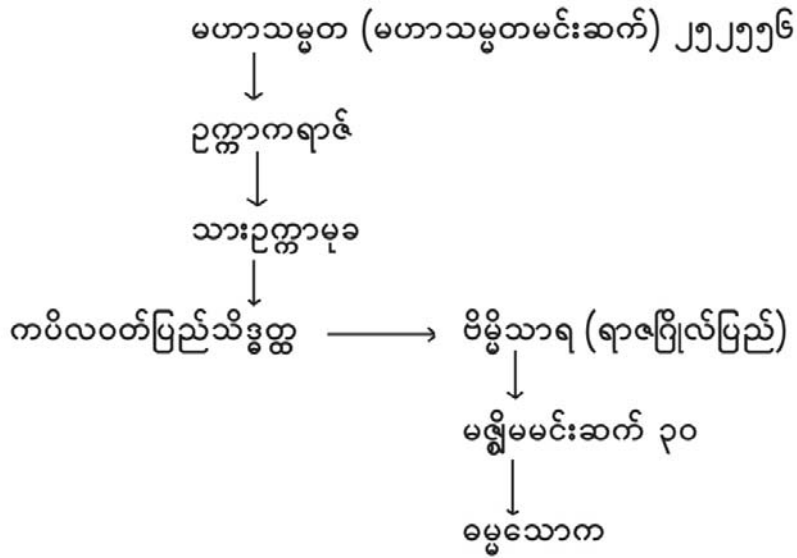 မဟာသမ္မတ (မဟာသမ္မတမင်းဆက်) ၂၅၂၅၅၆
ဥက္ကာကရာဇ်
သားဥက္ကာမုခ
ကပိလဝတ်ပြည်သိဒ္ဓတ္ထ
ဗိမ္မိသာရ (ရာဇဂြိုလ်ပြည်)
မဇ္ဈိမမင်းဆက် ၃၀
ဓမ္မသောက